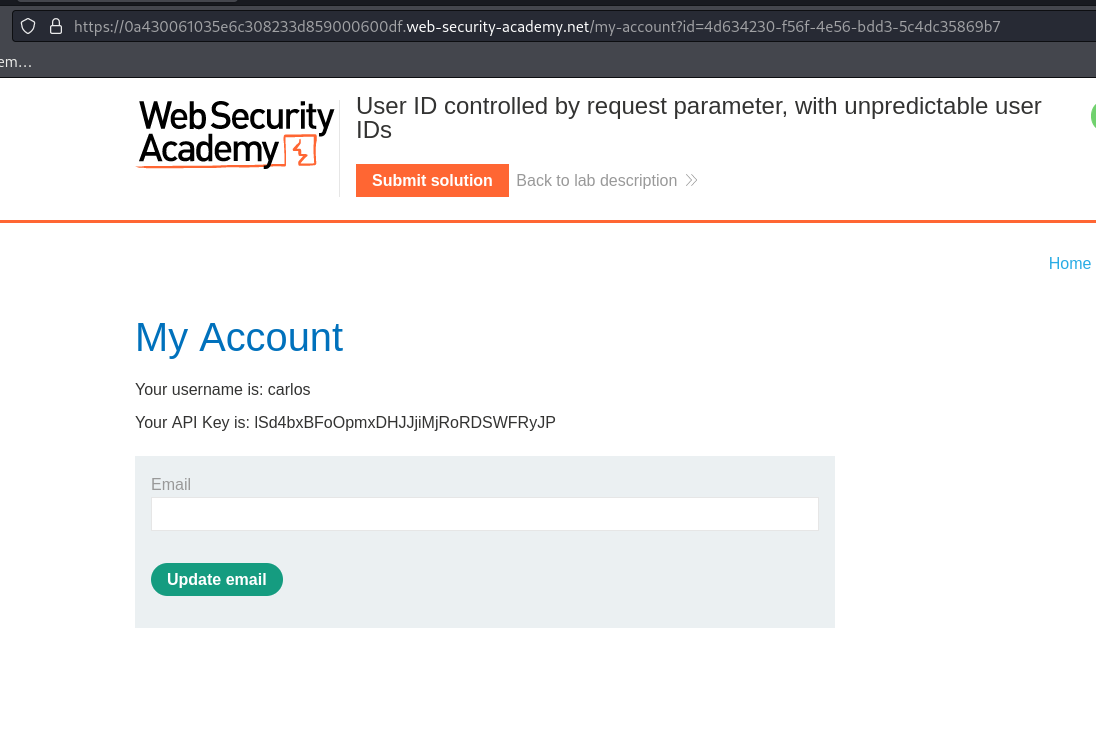 https://0a430061035e6c308233d859000600df.web-security-academy.net/my-account?id=4d634230-f56f-4e56-bdd3-5c4dc35869b7
em…
Web Security
Academy
User ID controlled by request parameter, with unpredictable user
IDs
Submit solution
Back to lab description
Home
My Account
Your username is: carlos
Your API Key is: lSd4bxBFoOpmxDHJJjiMjRoRDSWFRyJP
Email
Update email